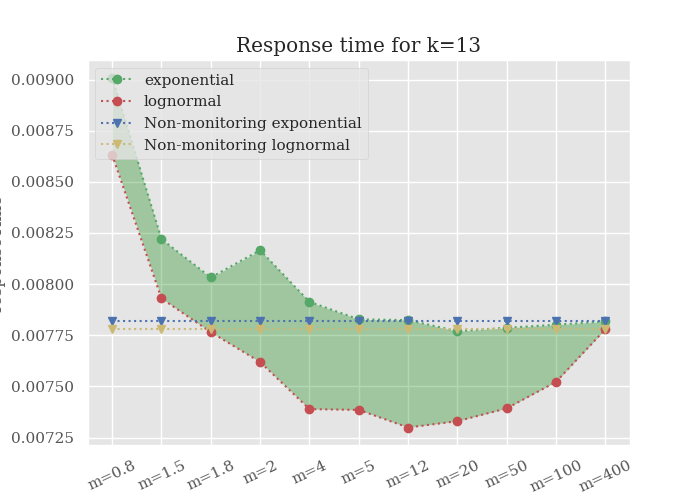 Response time for k=13
exponential
lognormal
Non-monitoring exponential
Non-monitoring lognormal
0.00900
0.00875
0.00850
0.00825
0.00800
0.00775
0.00750
0.00725
m=0.8
m=1.5
m=1.8
m=2
m=4
m=5
m=12
m=20
m=50
m=100
m=400